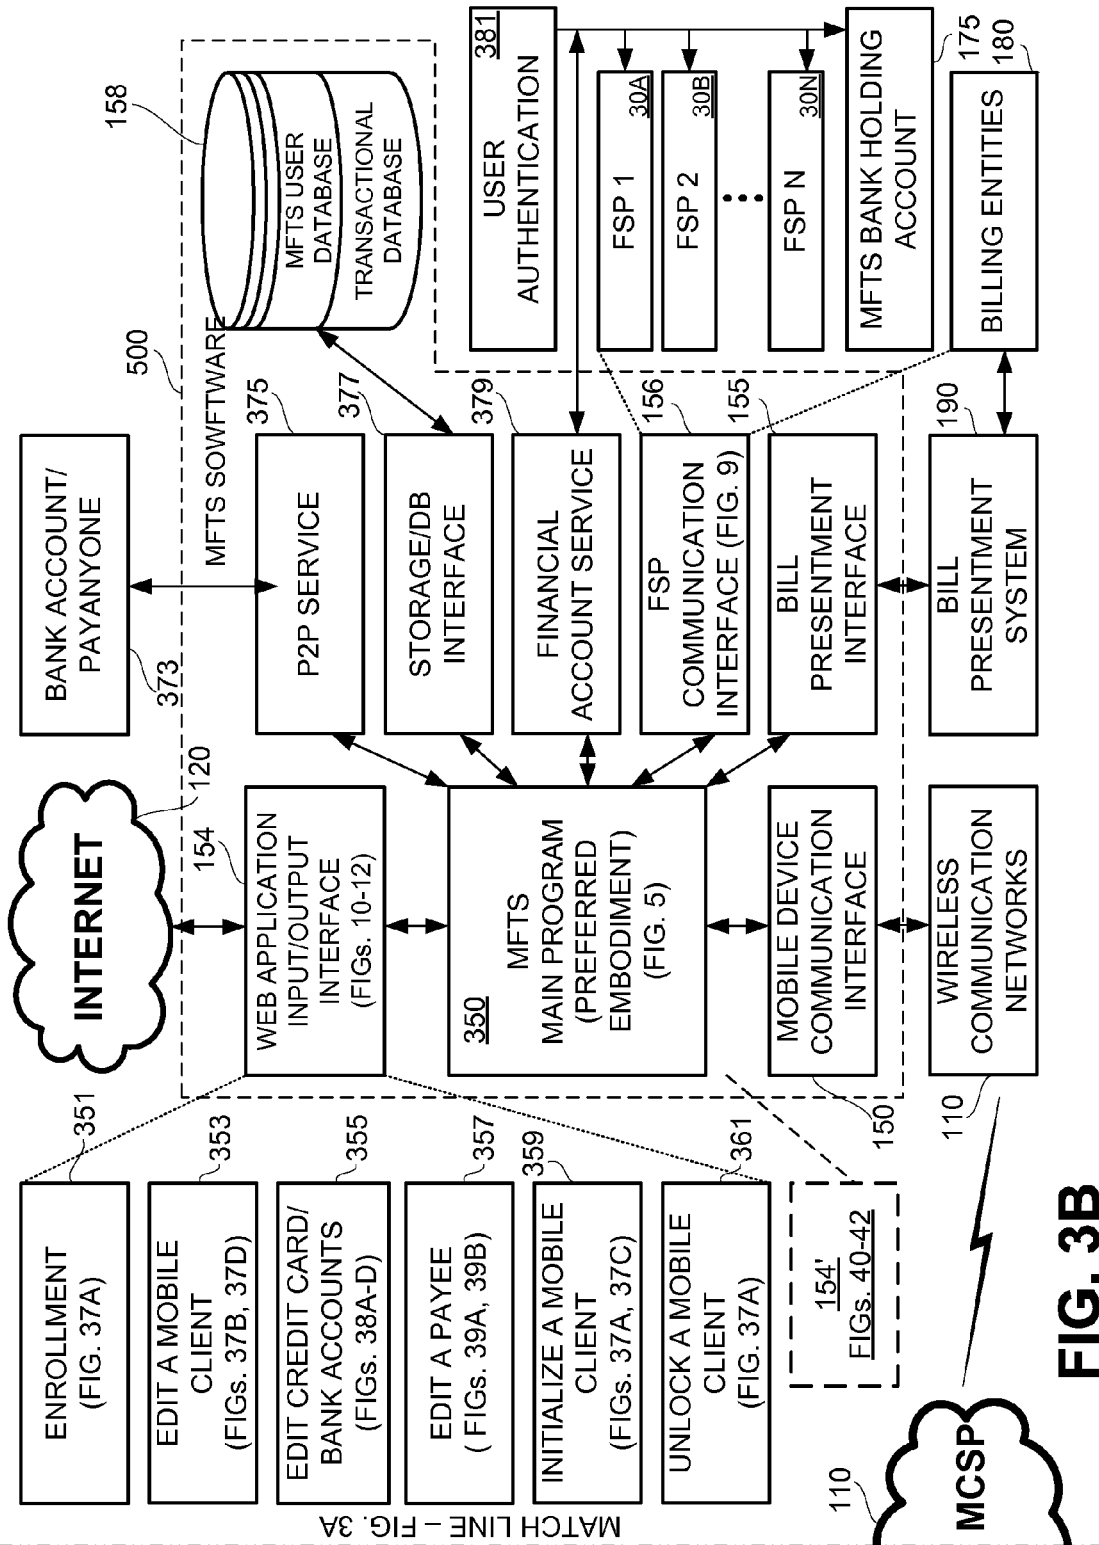 MATCH LINE – FIG. 3A
ENROLLMENT
(FIG. 37A)
351
EDIT A MOBILE
CLIENT
(FIGs. 37B, 37D)
353
EDIT CREDIT CARD/
BANK ACCOUNTS
(FIGs. 38A-D)
355
EDIT A PAYEE
( FIGs. 39A, 39B)
357
INITIALIZE A MOBILE
CLIENT
(FIGs. 37A, 37C)
359
UNLOCK A MOBILE
CLIENT
(FIG. 37A)
361
154'
FIGs. 40-42
110
MCSP
INTERNET
120
154
WEB APPLICATION
INPUT/OUTPUT
INTERFACE
(FIGs. 10-12)
350
MFTS
MAIN PROGRAM
(PREFERRED
EMBODIMENT)
(FIG. 5)
MOBILE DEVICE
COMMUNICATION
INTERFACE
150
WIRELESS
COMMUNICATION
NETWORKS
110
BANK ACCOUNT/
PAYANYONE
373
500
MFTS SOWFTWARE
P2P SERVICE
375
STORAGE/DB
INTERFACE
377
FINANCIAL
ACCOUNT SERVICE
379
FSP
COMMUNICATION
INTERFACE (FIG. 9)
156
BILL
PRESENTMENT
INTERFACE
155
BILL
PRESENTMENT
SYSTEM
190
158
MFTS USER
DATABASE
TRANSACTIONAL
DATABASE
USER
AUTHENTICATION
381
FSP 1
30A
FSP 2
30B
FSP N
30N
MFTS BANK HOLDING
ACCOUNT
175
BILLING ENTITIES
180
FIG. 3B